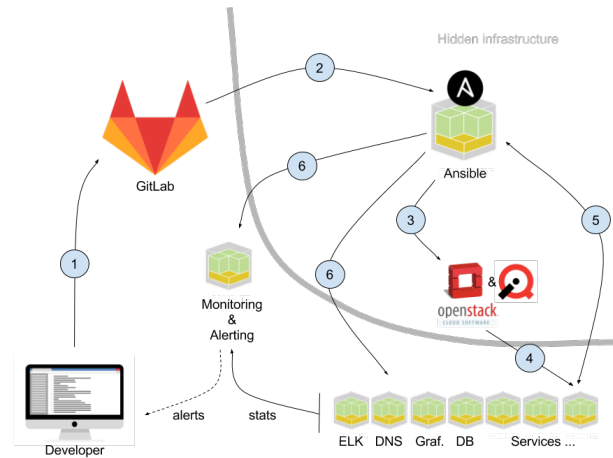 Hidden infrastructure
2
GitLab
Ansible
6
3
5
1
6
Monitoring
&
Alerting
&
openstack
CLOUD SOFTWARE
4
alerts
stats
Developer
ELK DNS Graf. DB Services ...